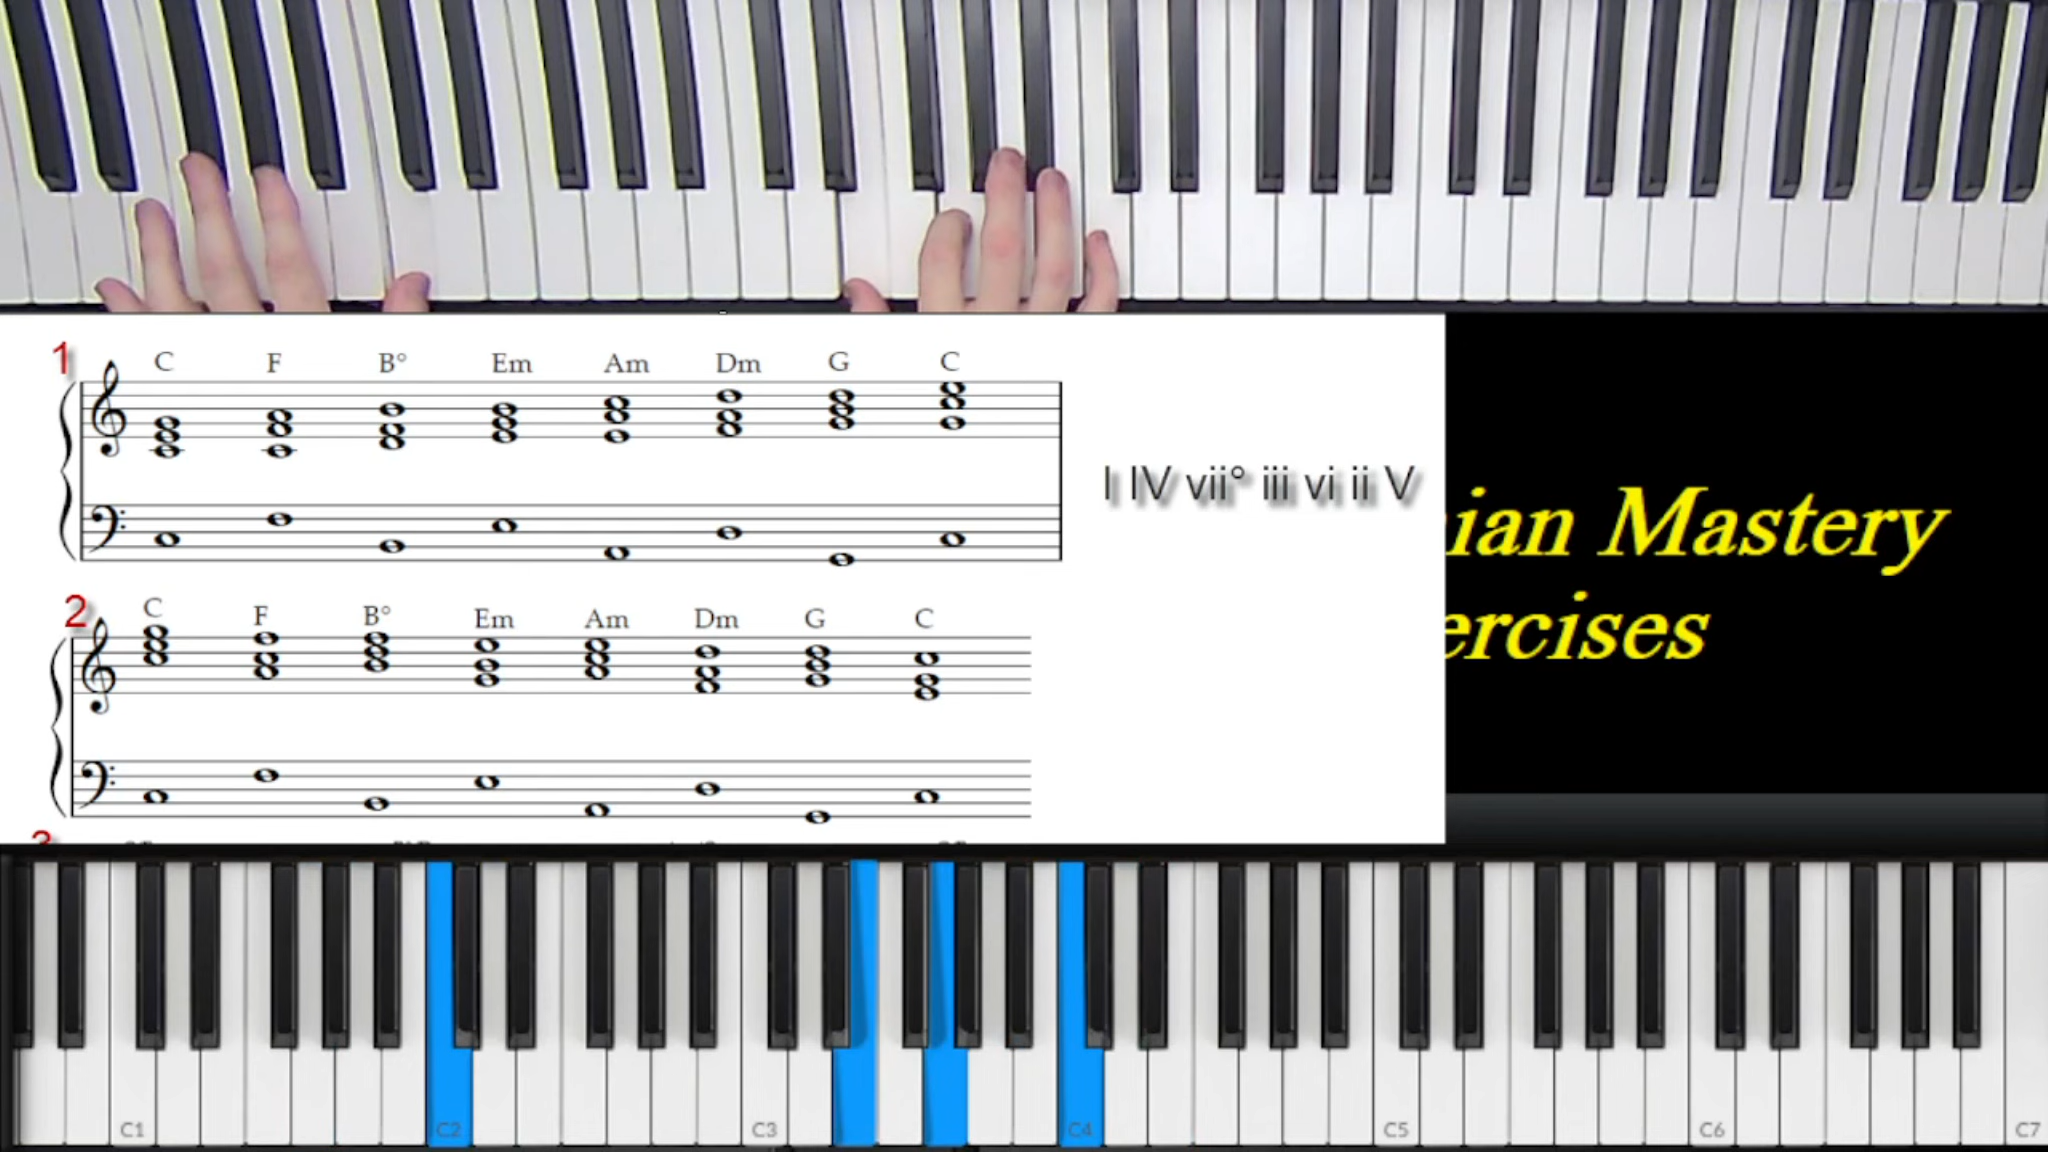 1
C F B° Em Am Dm G C
I IV vii° iii vi ii V
ian Mastery
ercises
2
C F B° Em Am Dm G C
C1 C2 C3 C4 C5 C6 C7